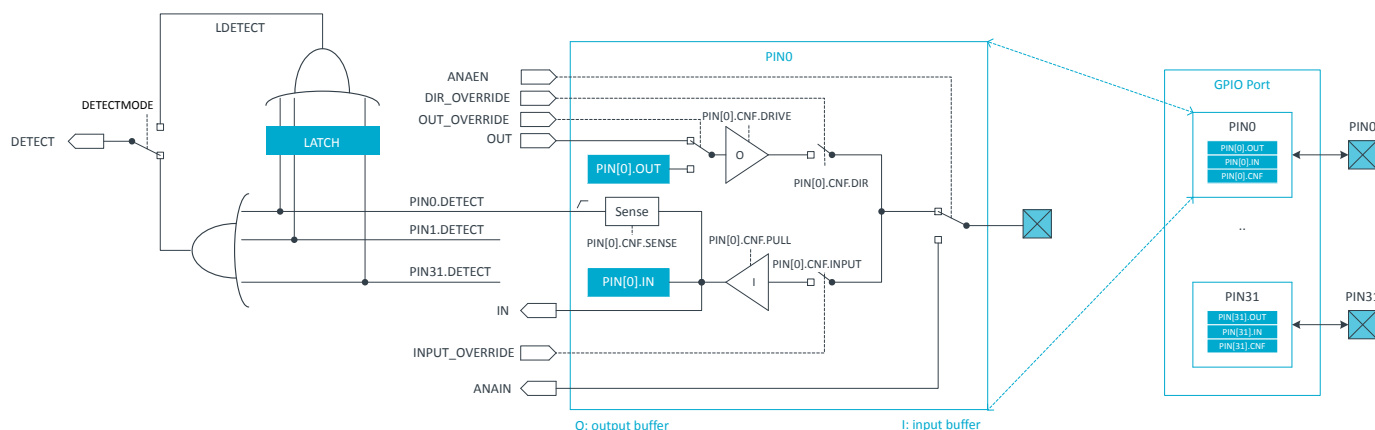 LDETECT
PIN0
ANAEN
GPIO Port
DETECTMODE
DIR_OVERRIDE
OUT_OVERRIDE
PIN[0].CNF.DRIVE
PIN0
PIN0
DETECT
LATCH
OUT
O
PIN[0].OUT
PIN[0].IN
PIN[0].CNF
PIN[0].OUT
PIN[0].CNF.DIR
PIN0.DETECT
Sense
PIN1.DETECT
PIN[0].CNF.SENSE
PIN[0].CNF.PULL
..
PIN[0].CNF.INPUT
PIN31.DETECT
PIN[0].IN
I
PIN31
PIN31
IN
PIN[31].OUT
PIN[31].IN
PIN[31].CNF
INPUT_OVERRIDE
ANAIN
O: output buffer
I: input buffer